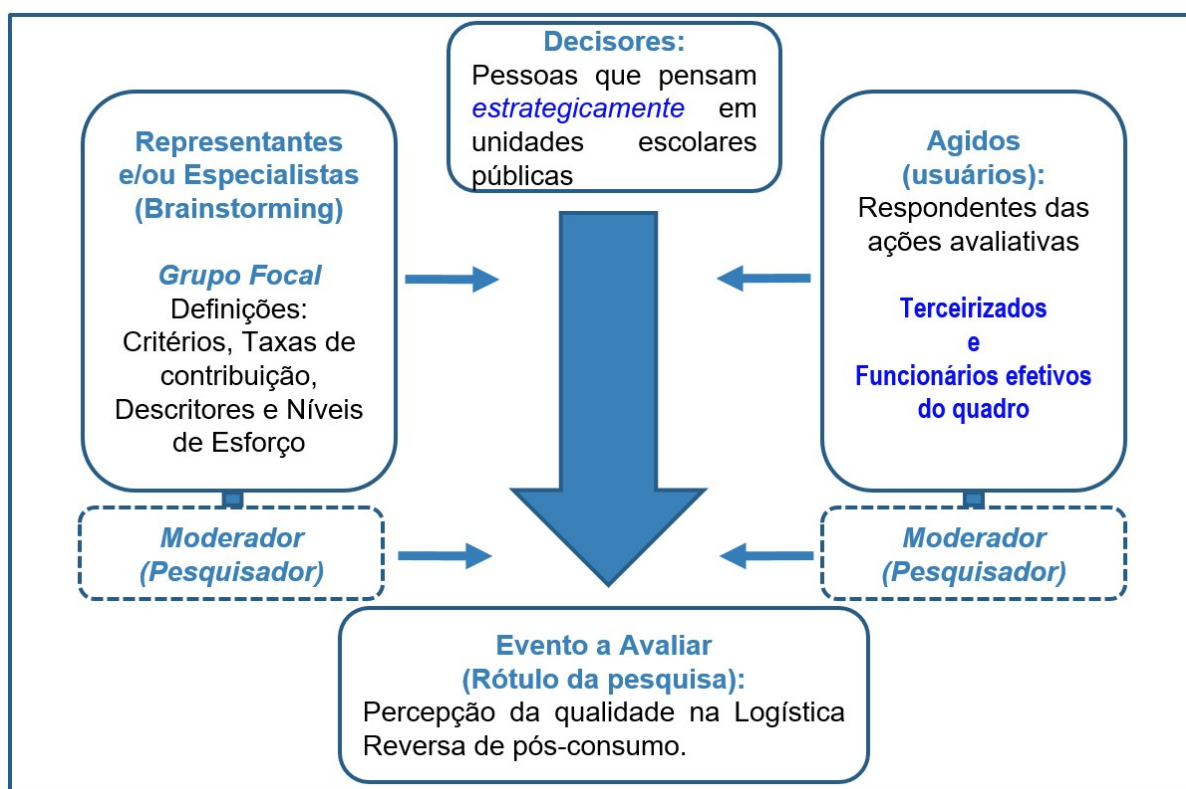 Decisores:
Pessoas que pensam
estrategicamente em
unidades escolares
públicas
Representantes
e/ou Especialistas
(Brainstorming)
Grupo Focal
Definições:
Critérios, Taxas de
contribuição,
Descritores e Níveis
de Esforço
Moderador
(Pesquisador)
Agidos
(usuários):
Respondentes das
ações avaliativas
Terceirizados
e
Funcionários efetivos
do quadro
Moderador
(Pesquisador)
Evento a Avaliar
(Rótulo da pesquisa):
Percepção da qualidade na Logística
Reversa de pós-consumo.